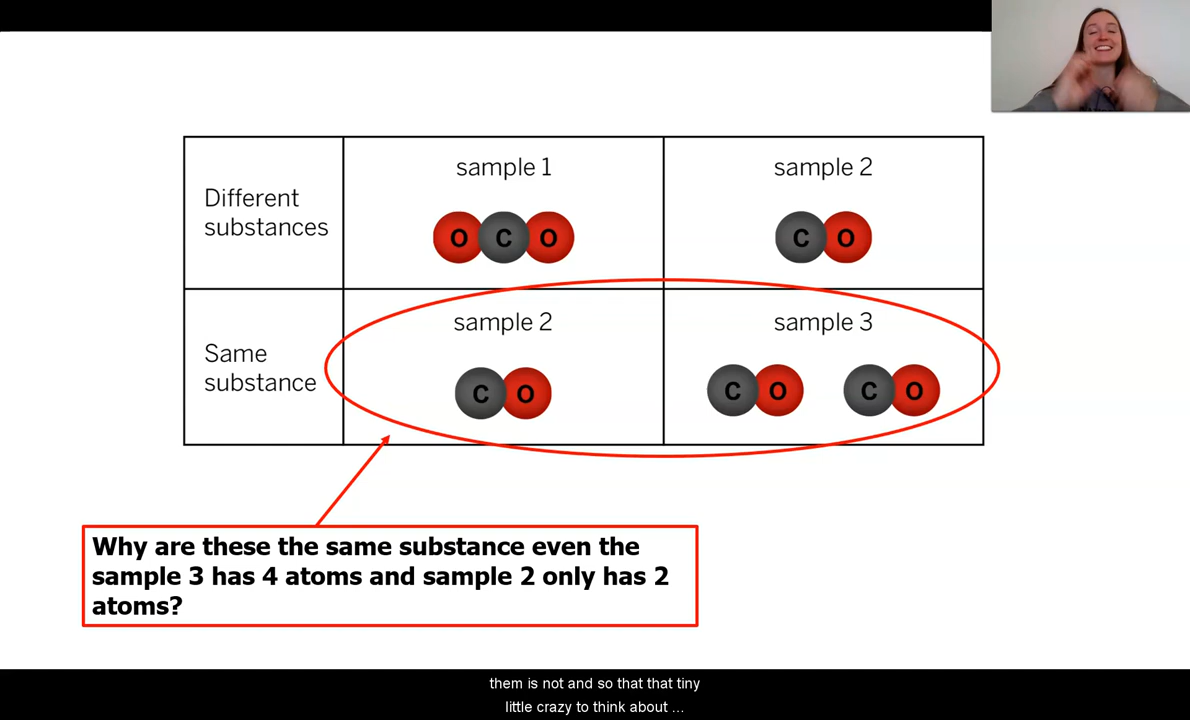 Different
substances
sample 1
O C O
sample 2
C O
Same
substance
sample 2
C O
sample 3
C O C O
Why are these the same substance even the
sample 3 has 4 atoms and sample 2 only has 2
atoms?
them is not and so that that tiny
little crazy to think about ...